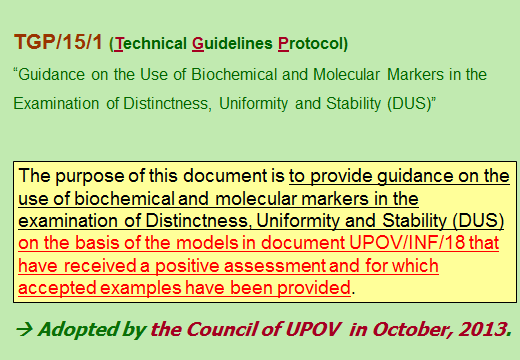 TGP/15/1 (Technical Guidelines Protocol)
“Guidance on the Use of Biochemical and Molecular Markers in the
Examination of Distinctness, Uniformity and Stability (DUS)”
The purpose of this document is to provide guidance on the
use of biochemical and molecular markers in the
examination of Distinctness, Uniformity and Stability (DUS)
on the basis of the models in document UPOV/INF/18 that
have received a positive assessment and for which
accepted examples have been provided.
→ Adopted by the Council of UPOV in October, 2013.